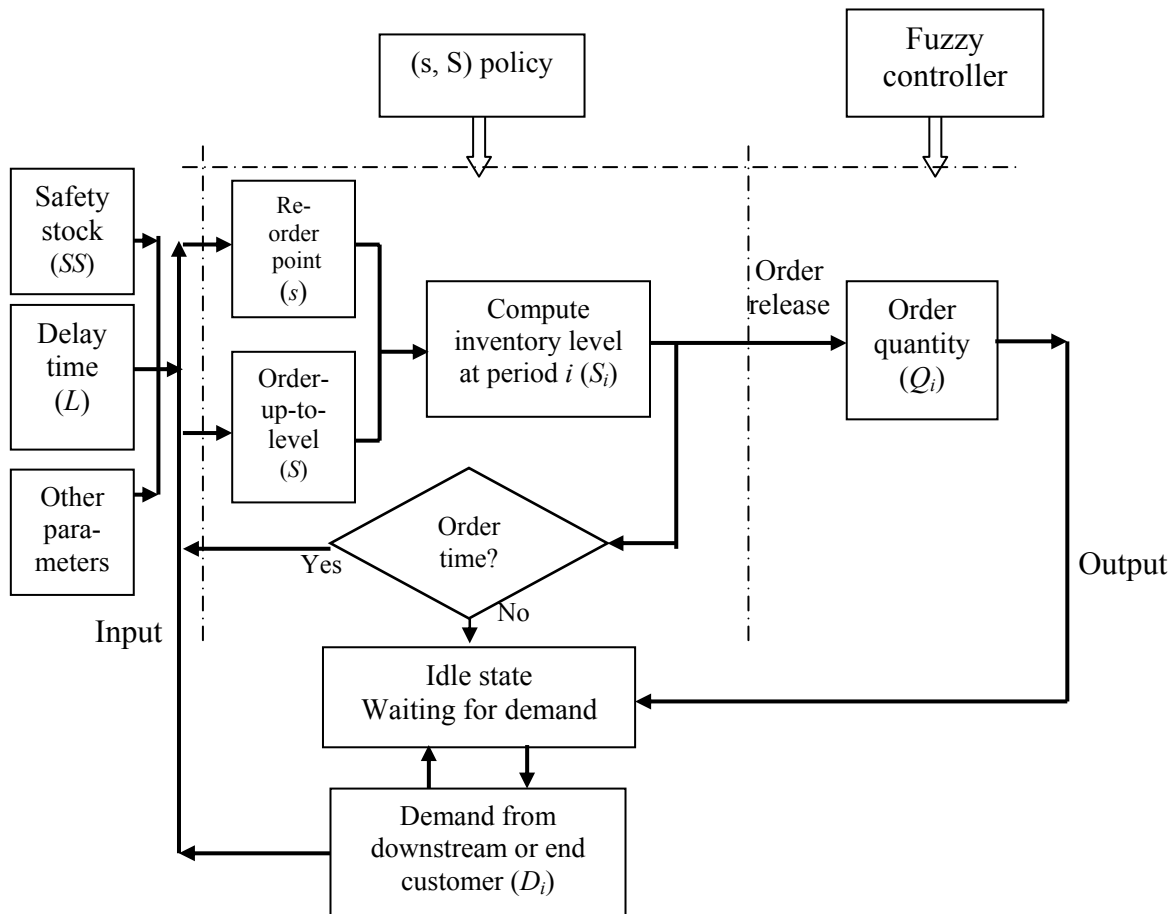 (s, S) policy
Fuzzy
controller
Safety
stock
(SS)
Re-
order
point
(s)
Order
release
Compute
inventory level
at period i (Sᵢ)
Order
quantity
(Qᵢ)
Delay
time
(L)
Order-
up-to-
level
(S)
Other
para-
meters
Order
time?
Yes
No
Output
Input
Idle state
Waiting for demand
Demand from
downstream or end
customer (Dᵢ)